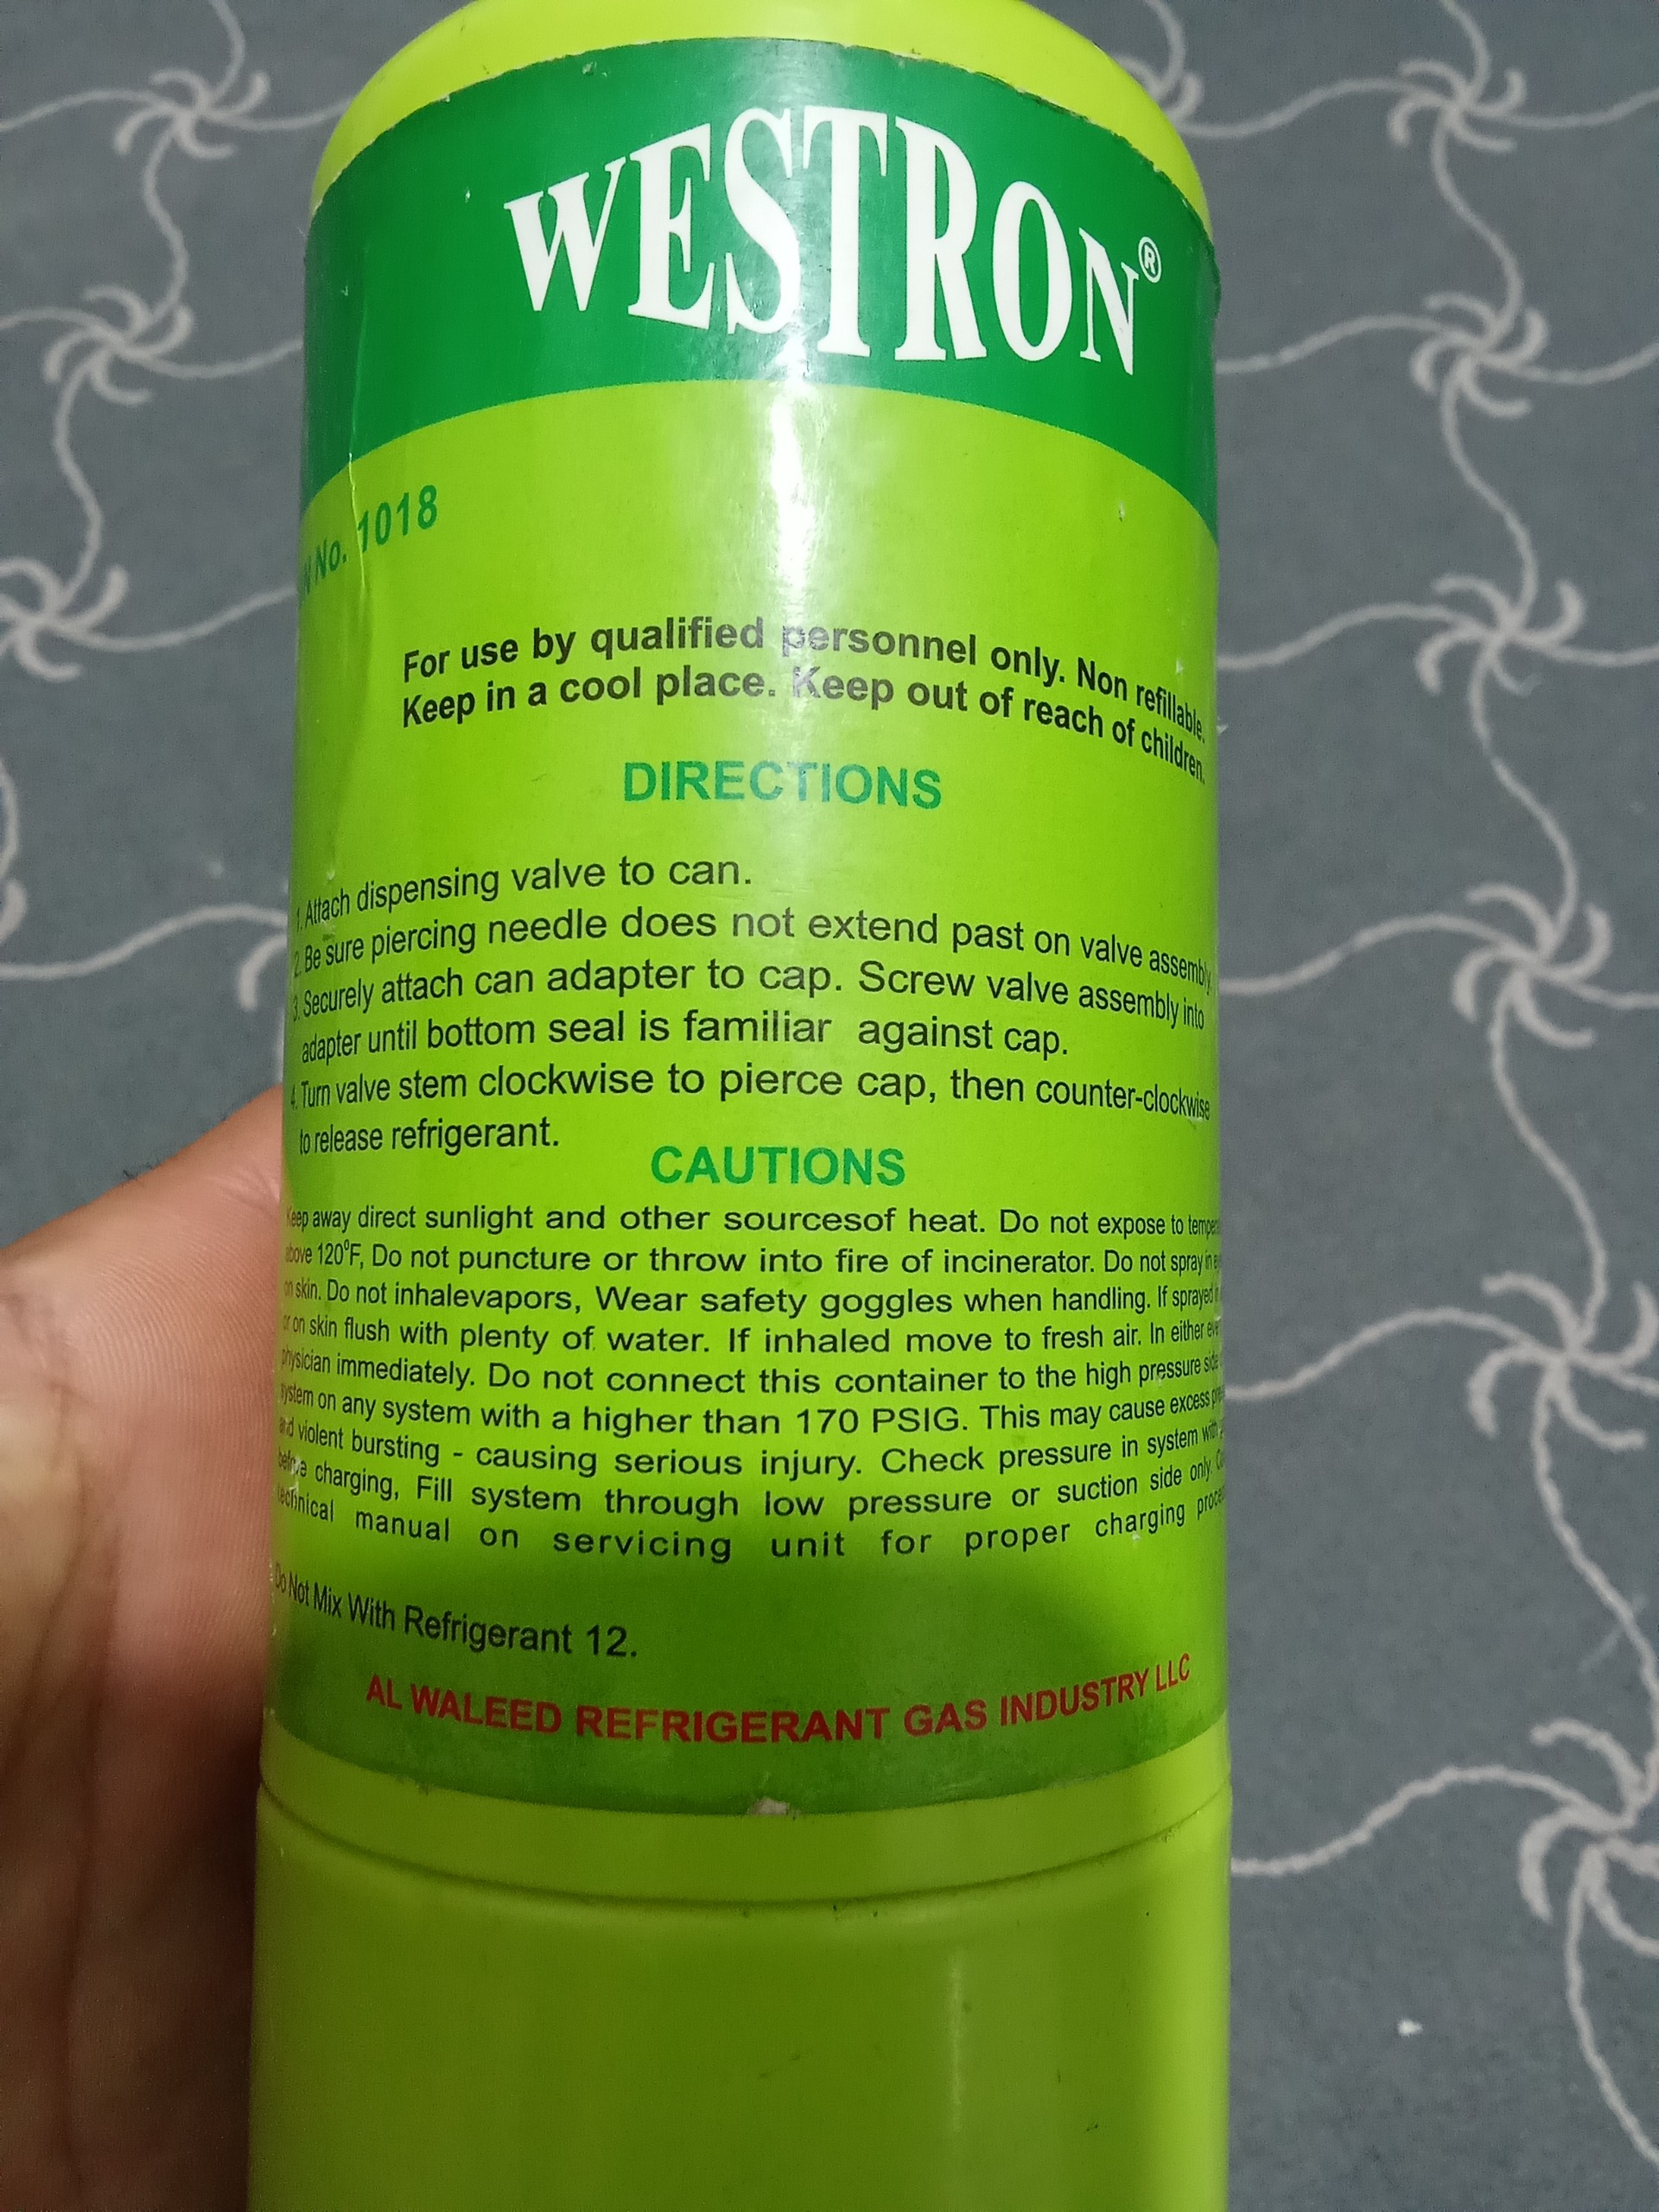 WESTRON®
No. 1018
For use by qualified personnel only. Non refillable.
Keep in a cool place. Keep out of reach of children.
DIRECTIONS
1. Attach dispensing valve to can.
2. Be sure piercing needle does not extend past on valve assembly
3. Securely attach can adapter to cap. Screw valve assembly into
adapter until bottom seal is familiar against cap.
4. Turn valve stem clockwise to pierce cap, then counter-clockwise
to release refrigerant.
CAUTIONS
Keep away direct sunlight and other sourcesof heat. Do not expose to
above 120°F, Do not puncture or throw into fire of incinerator. Do not spray in
on skin. Do not inhalevapors, Wear safety goggles when handling. If sprayed
or on skin flush with plenty of water. If inhaled move to fresh air. In either
physician immediately. Do not connect this container to the high pressure side
system on any system with a higher than 170 PSIG. This may cause excess
and violent bursting - causing serious injury. Check pressure in system with
before charging, Fill system through low pressure or suction side only.
technical manual on servicing unit for proper charging
Do Not Mix With Refrigerant 12.
AL WALEED REFRIGERANT GAS INDUSTRY LLC